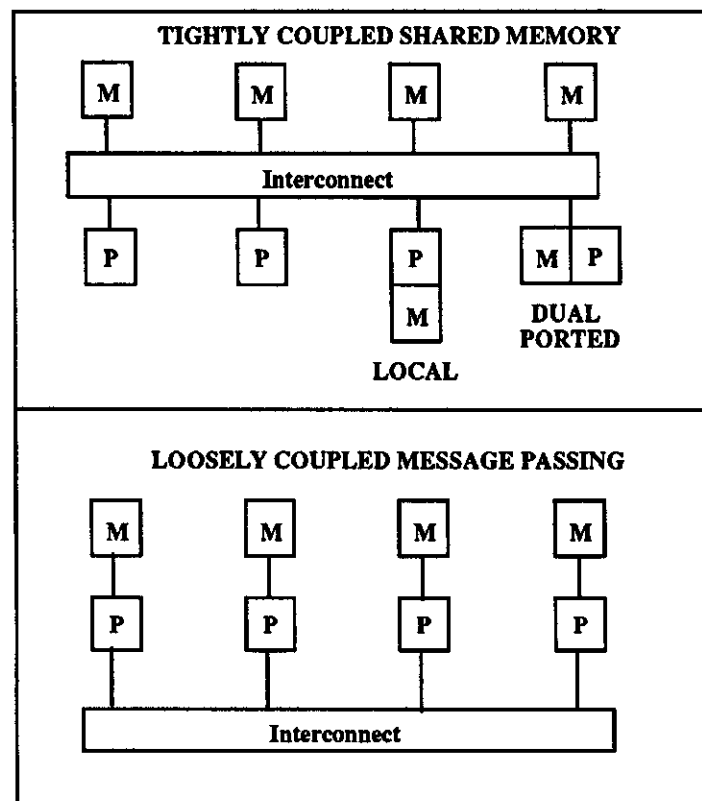 TIGHTLY COUPLED SHARED MEMORY
M M M M
Interconnect
P P P M P
M
DUAL
PORTED
LOCAL
LOOSELY COUPLED MESSAGE PASSING
M M M M
P P P P
Interconnect